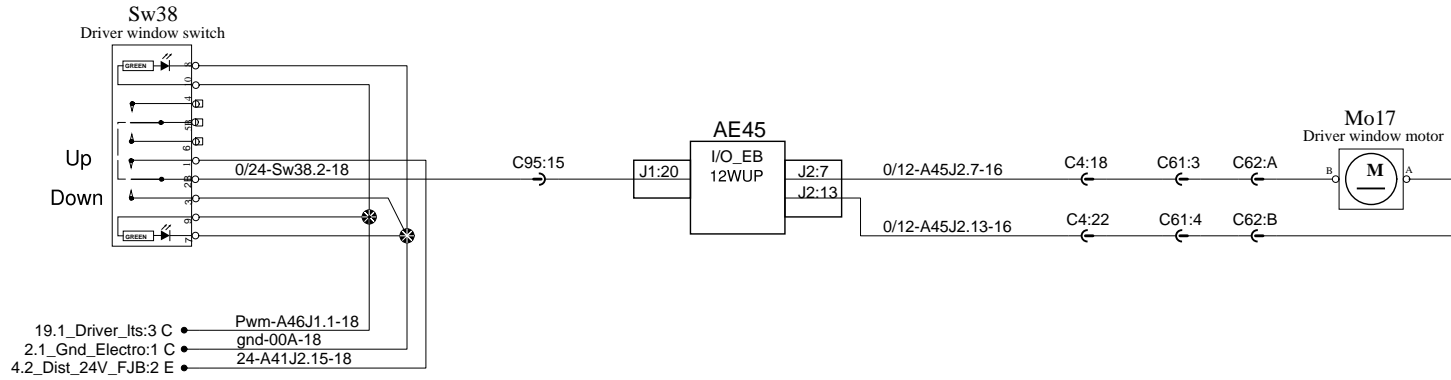 Sw38
Driver window switch
GREEN
8
10
4
5B
6
Up
1
0/24-Sw38.2-18
2B
Down
3
9
GREEN
7
C95:15
AE45
I/O_EB
12WUP
J1:20
J2:7
J2:13
0/12-A45J2.7-16
C4:18
C61:3
C62:A
0/12-A45J2.13-16
C4:22
C61:4
C62:B
Mo17
Driver window motor
B
M
A
19.1_Driver_lts:3 C
Pwm-A46J1.1-18
2.1_Gnd_Electro:1 C
gnd-00A-18
4.2_Dist_24V_FJB:2 E
24-A41J2.15-18